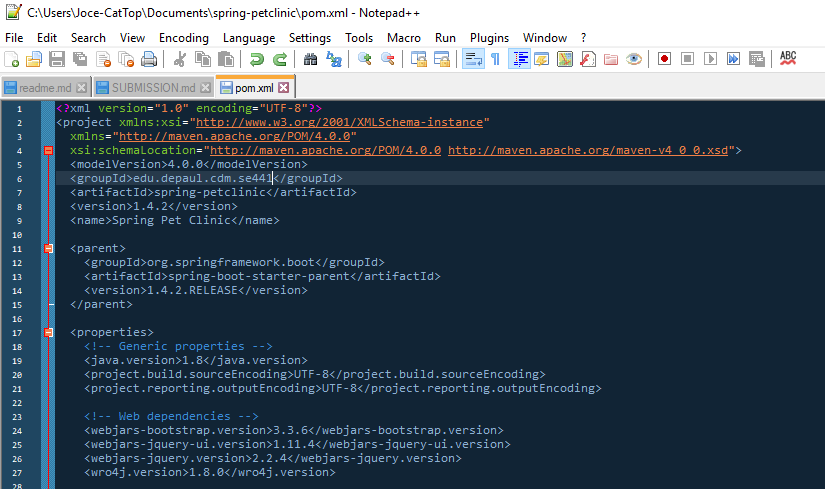 C:\Users\Joce-CatTop\Documents\spring-petclinic\pom.xml - Notepad++
File Edit Search View Encoding Language Settings Tools Macro Run Plugins Window ?
ABC
readme.md SUBMISSION.md pom.xml
1 <?xml version="1.0" encoding="UTF-8"?>
2 <project xmlns:xsi="http://www.w3.org/2001/XMLSchema-instance"
3 xmlns="http://maven.apache.org/POM/4.0.0"
4 xsi:schemaLocation="http://maven.apache.org/POM/4.0.0 http://maven.apache.org/maven-v4_0_0.xsd">
5 <modelVersion>4.0.0</modelVersion>
6 <groupId>edu.depaul.cdm.se441</groupId>
7 <artifactId>spring-petclinic</artifactId>
8 <version>1.4.2</version>
9 <name>Spring Pet Clinic</name>
10
11 <parent>
12 <groupId>org.springframework.boot</groupId>
13 <artifactId>spring-boot-starter-parent</artifactId>
14 <version>1.4.2.RELEASE</version>
15 </parent>
16
17 <properties>
18 <!-- Generic properties -->
19 <java.version>1.8</java.version>
20 <project.build.sourceEncoding>UTF-8</project.build.sourceEncoding>
21 <project.reporting.outputEncoding>UTF-8</project.reporting.outputEncoding>
22
23 <!-- Web dependencies -->
24 <webjars-bootstrap.version>3.3.6</webjars-bootstrap.version>
25 <webjars-jquery-ui.version>1.11.4</webjars-jquery-ui.version>
26 <webjars-jquery.version>2.2.4</webjars-jquery.version>
27 <wro4j.version>1.8.0</wro4j.version>
28